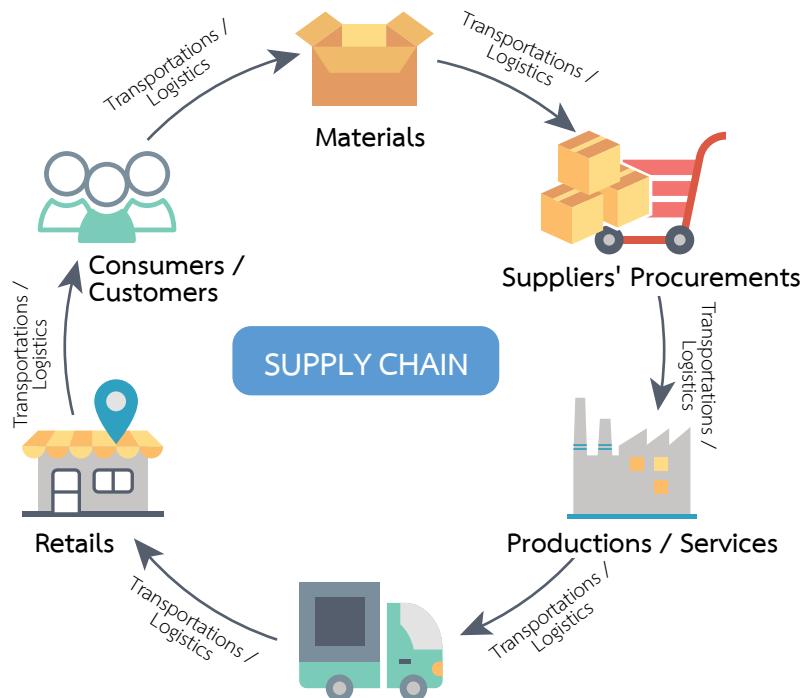 Transportations /
Logistics
Materials
Transportations /
Logistics
Suppliers' Procurements
Transportations /
Logistics
Productions / Services
Transportations /
Logistics
Transportations /
Logistics
Retails
Transportations /
Logistics
Consumers /
Customers
SUPPLY CHAIN